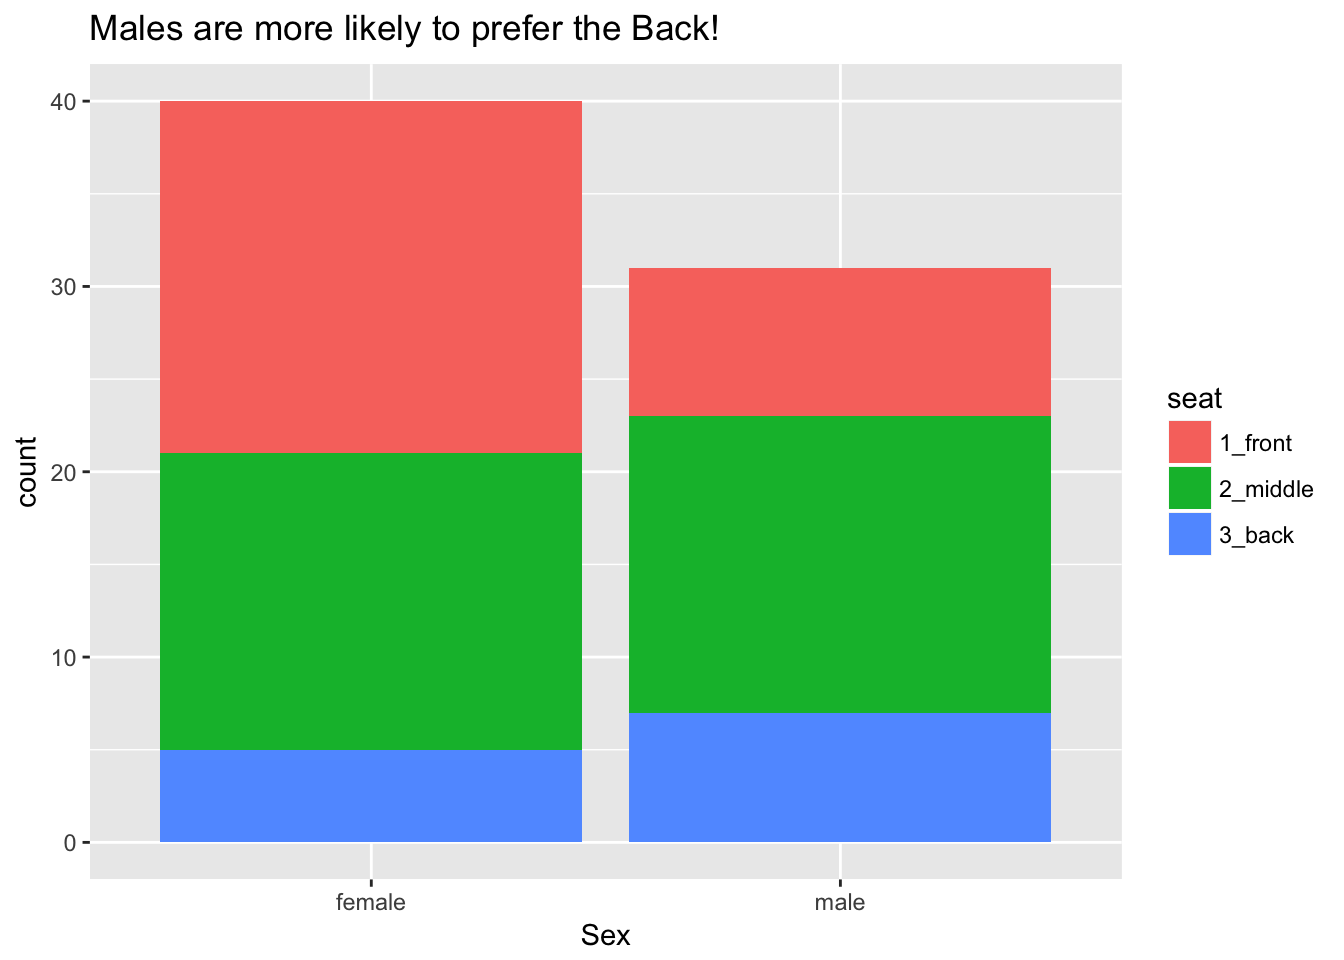 Males are more likely to prefer the Back!
count
40
30
20
10
0
female
male
Sex
seat
1_front
2_middle
3_back